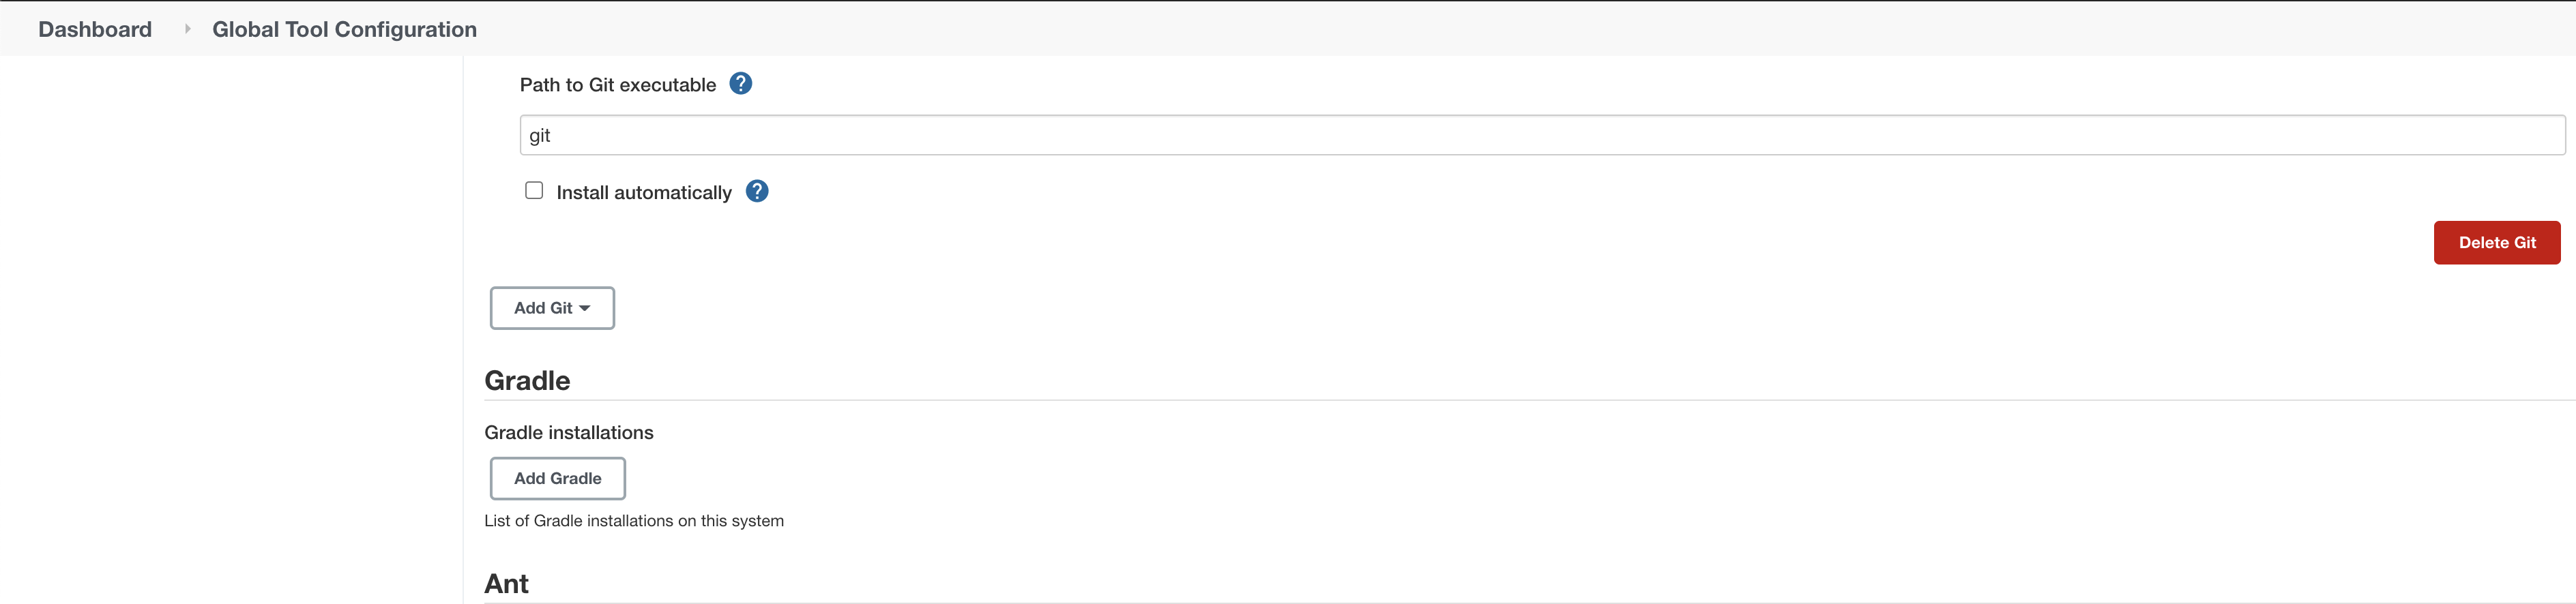 Dashboard
Global Tool Configuration
Path to Git executable ?
git
Install automatically ?
Delete Git
Add Git
Gradle
Gradle installations
Add Gradle
List of Gradle installations on this system
Ant